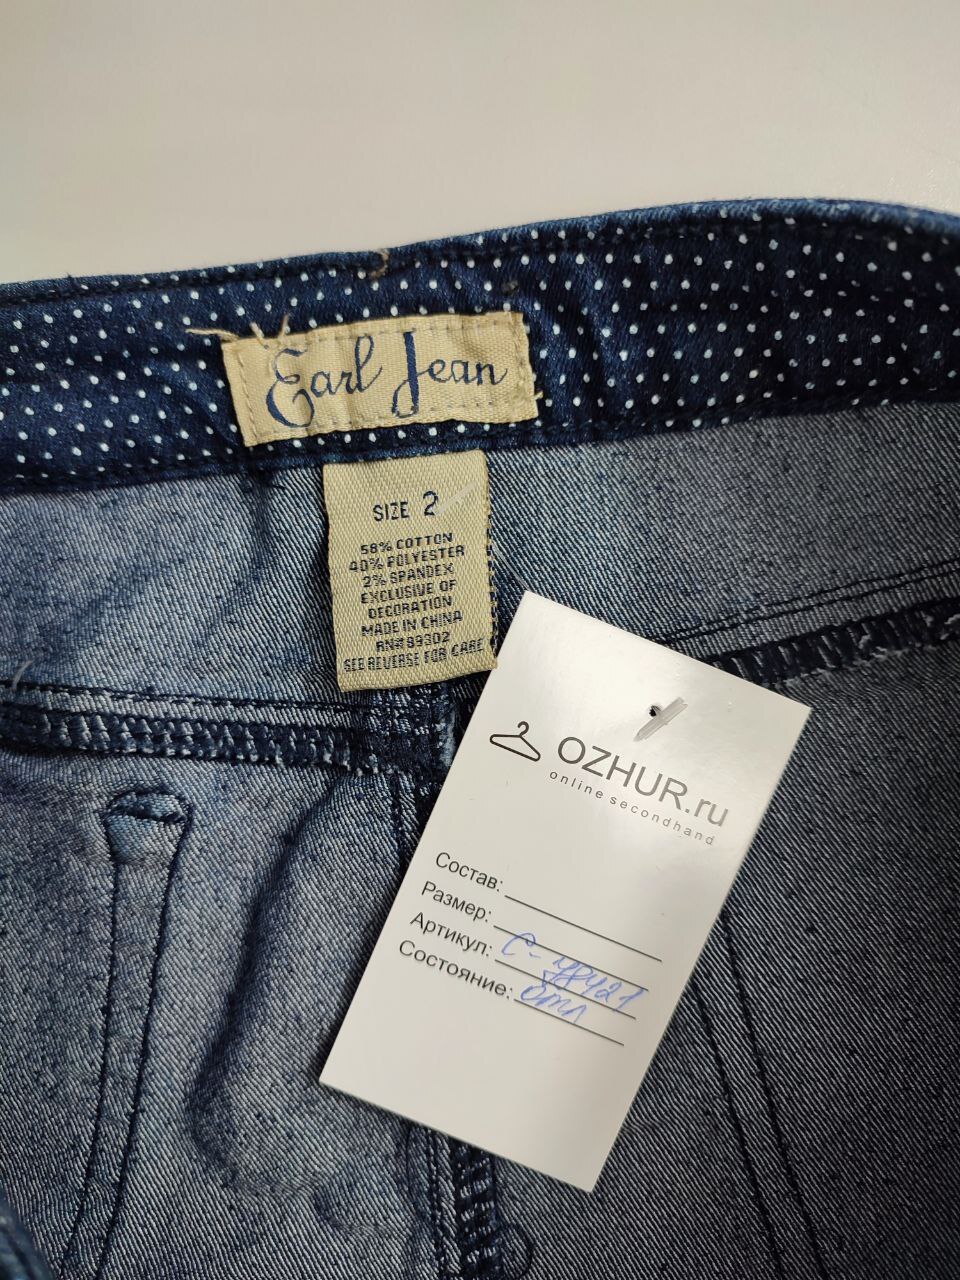 Earl Jean
SIZE 2
58% COTTON
40% POLYESTER
2% SPANDEX
EXCLUSIVE OF
DECORATION
MADE IN CHINA
RN# 89302
SEE REVERSE FOR CARE
OZHUR.ru
online secondhand
Состав:
Размер:
Артикул:
Состояние: Отл